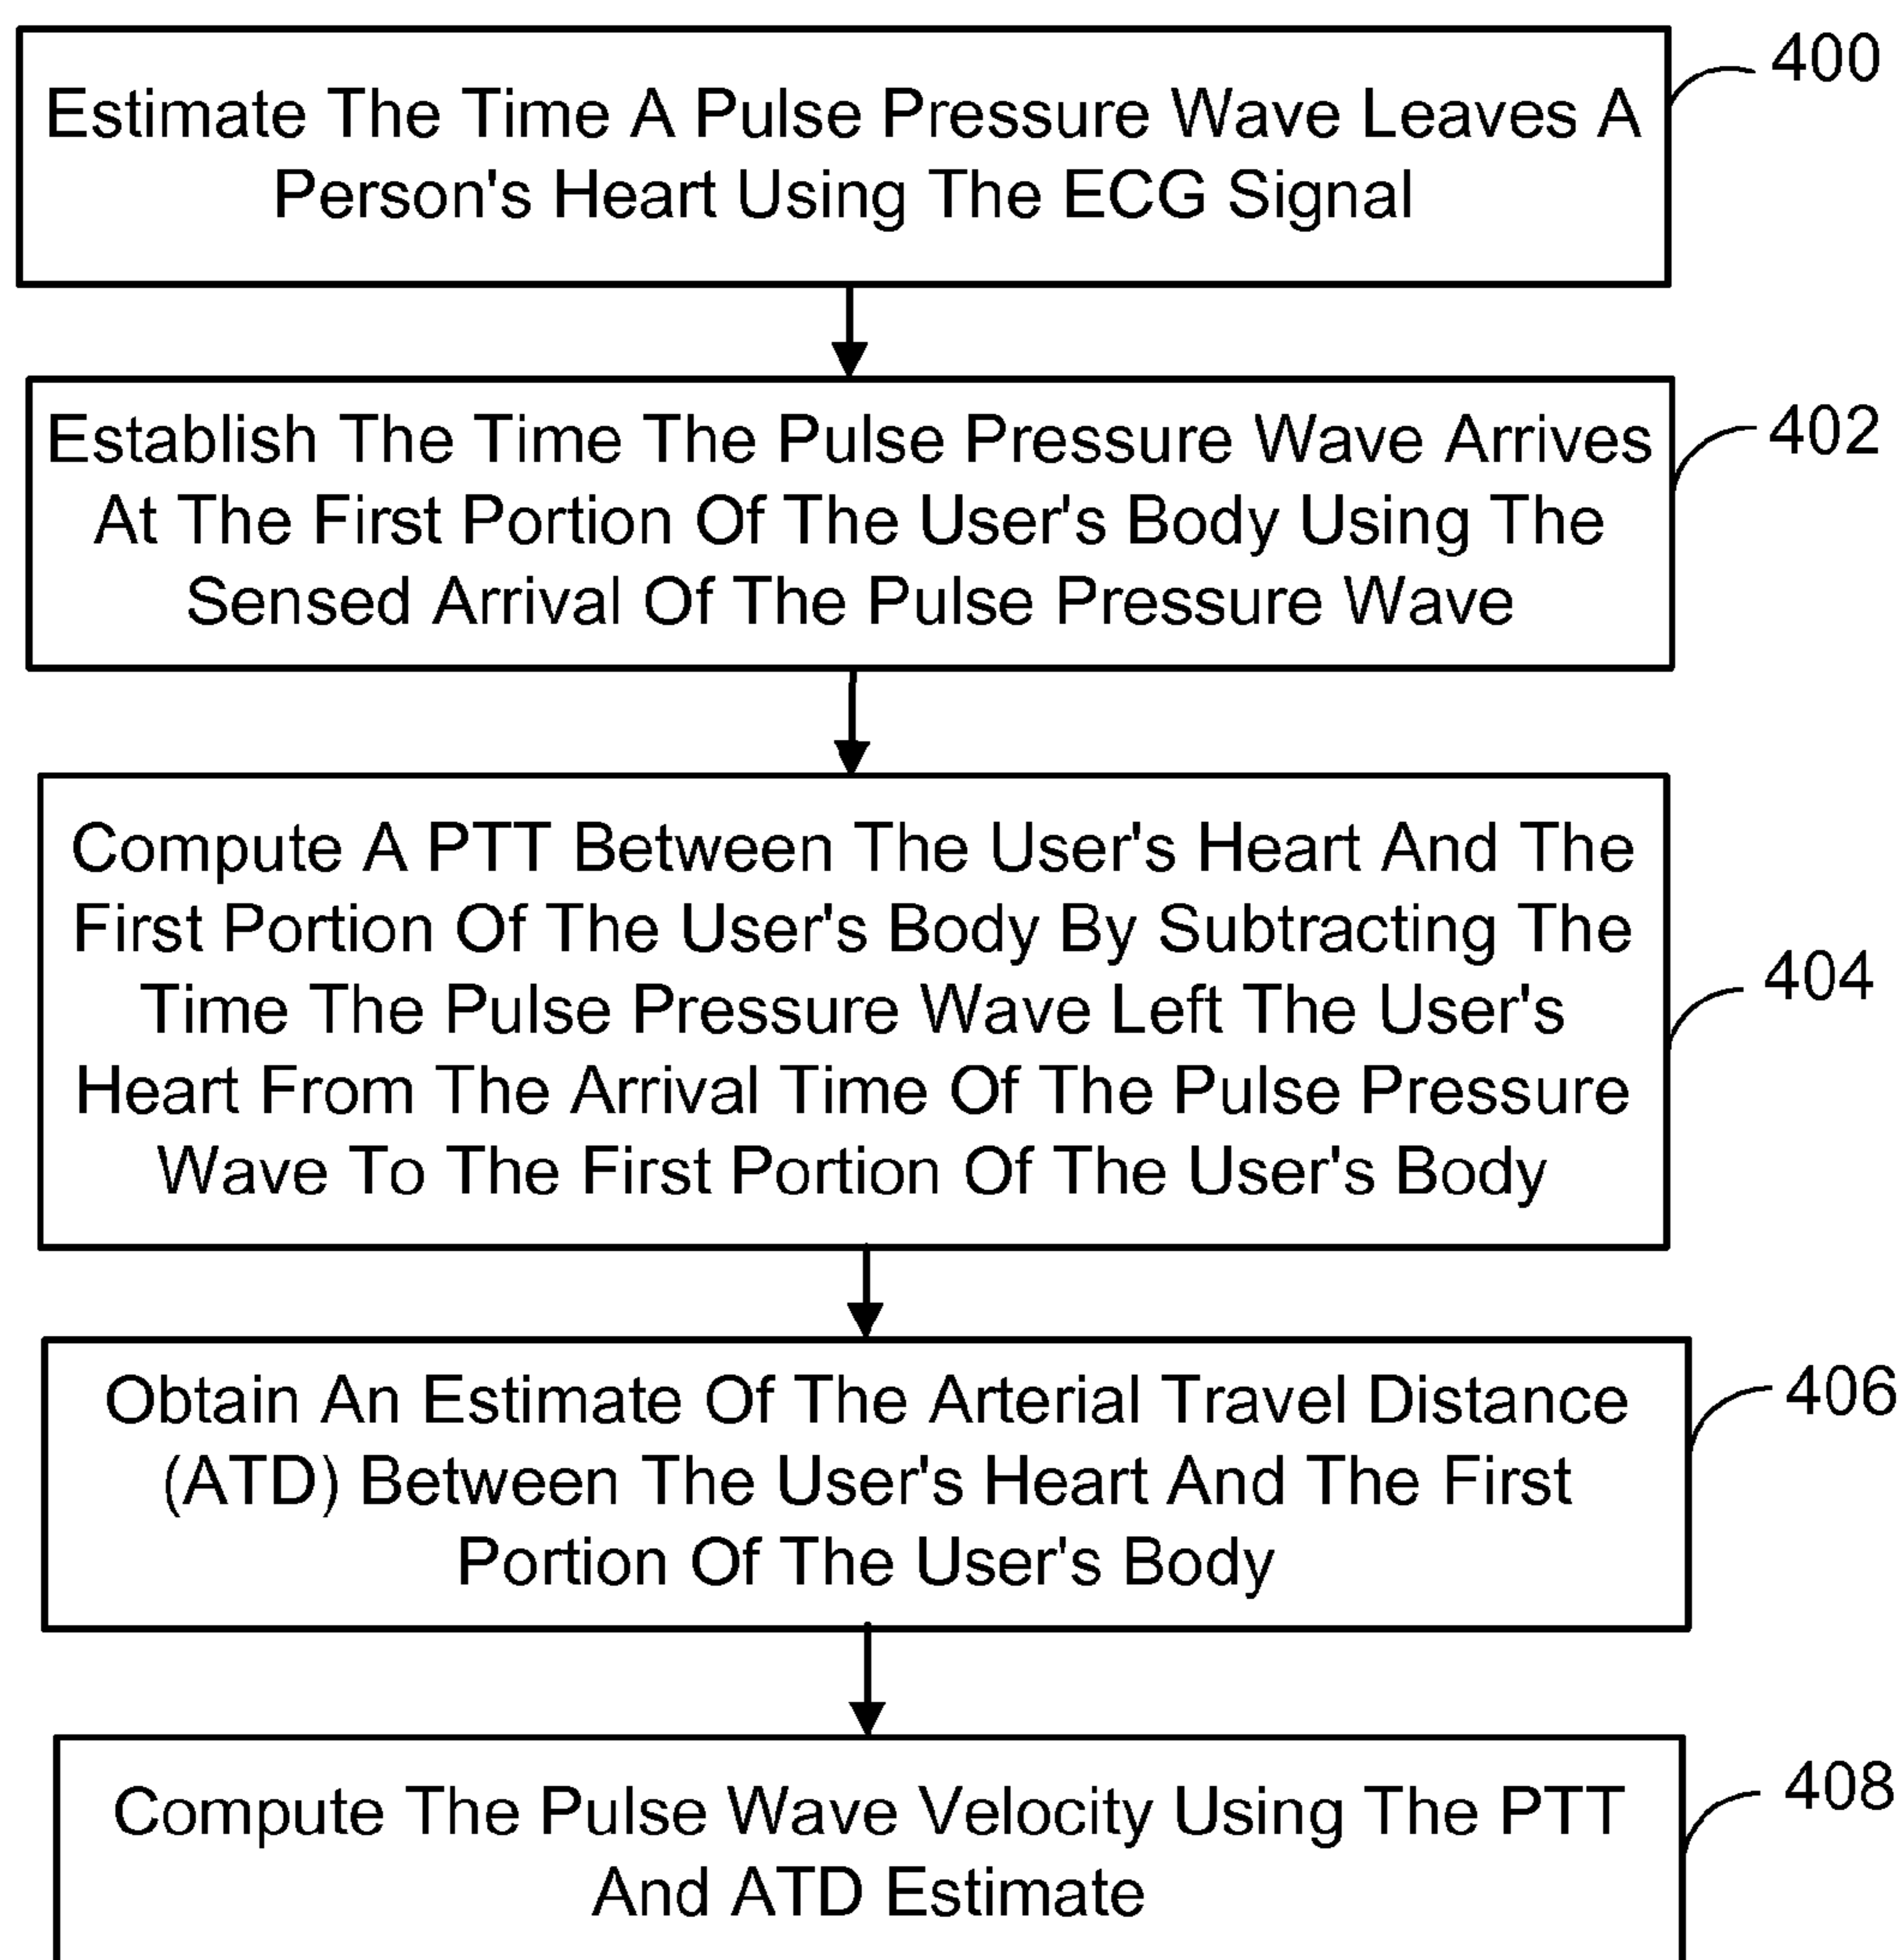 400
Estimate The Time A Pulse Pressure Wave Leaves A
Person's Heart Using The ECG Signal
402
Establish The Time The Pulse Pressure Wave Arrives
At The First Portion Of The User's Body Using The
Sensed Arrival Of The Pulse Pressure Wave
Compute A PTT Between The User's Heart And The
First Portion Of The User's Body By Subtracting The
404
Time The Pulse Pressure Wave Left The User's
Heart From The Arrival Time Of The Pulse Pressure
Wave To The First Portion Of The User's Body
406
Obtain An Estimate Of The Arterial Travel Distance
(ATD) Between The User's Heart And The First
Portion Of The User's Body
408
Compute The Pulse Wave Velocity Using The PTT
And ATD Estimate